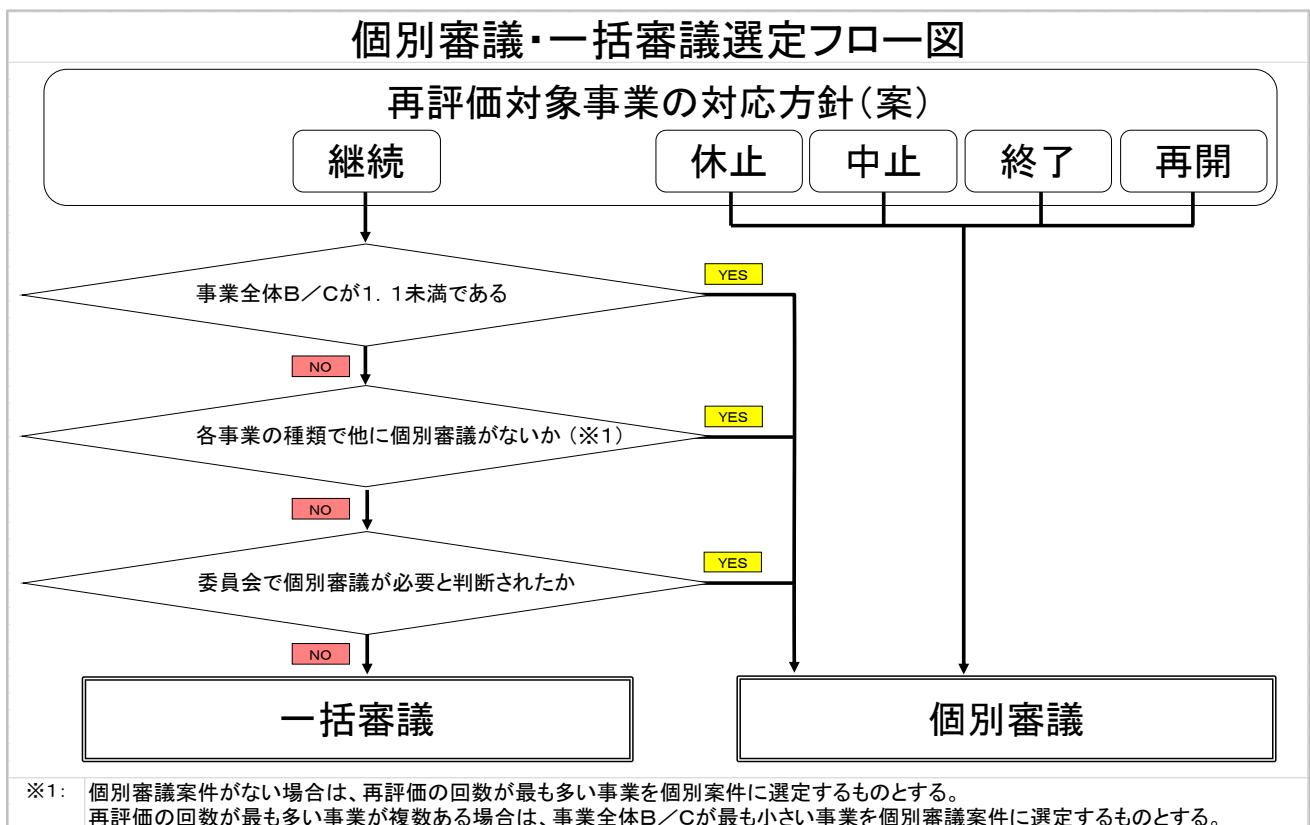 個別審議・一括審議選定フロー図
再評価対象事業の対応方針（案）
継続
休止
中止
終了
再開
YES
事業全体B／Cが1．1未満である
NO
YES
各事業の種類で他に個別審議がないか（※1）
NO
YES
委員会で個別審議が必要と判断されたか
NO
一括審議
個別審議
※1： 個別審議案件がない場合は、再評価の回数が最も多い事業を個別案件に選定するものとする。
再評価の回数が最も多い事業が複数ある場合は、事業全体B／Cが最も小さい事業を個別審議案件に選定するものとする。